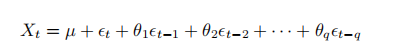 X_t = μ + ϵ_t + θ_1ϵ_{t−1} + θ_2ϵ_{t−2} + ⋯ + θ_qϵ_{t−q}